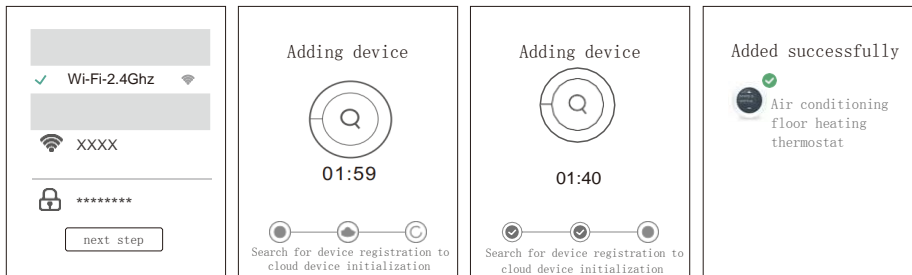 Wi-Fi-2.4Ghz
XXXX
********
next step
Adding device
01:59
Search for device registration to
cloud device initialization
Adding device
01:40
Search for device registration to
cloud device initialization
Added successfully
Air conditioning
floor heating
thermostat